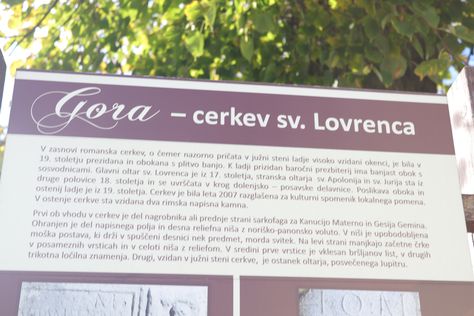 Gora – cerkev sv. Lovrenca
V zasnovi romanska cerkev, o čemer nazorno pričata v južni steni ladje visoko vzidani okenci, je bila v
19. stoletju prezidana in obokana s plitvo banjo. K ladji prizidan baročni prezbiterij ima banjast obok s
sosvodnicami. Glavni oltar sv. Lovrenca je iz 17. stoletja, stranska oltarja sv. Apolonija in sv. Jurija sta iz
druge polovice 18. stoletja in se uvrščata v krog dolenjsko – posavske delavnice. Poslikava oboka in
ostenij ladje je iz 19. stoletja. Cerkev je bila leta 2007 razglašena za kulturni spomenik lokalnega pomena.
V ostenje cerkve sta vzidana dva rimska napisna kamna.
Prvi ob vhodu v cerkev je del nagrobnika ali prednje strani sarkofaga za Kanucijo Materno in Gesija Gemina.
Ohranjen je del napisnega polja in desna reliefna niša z noriško-panonsko voluto. V niši je upodobljena
moška postava, ki drži v spuščeni desnici nek predmet, morda svitek. Na levi strani manjkajo začetne črke
v posameznih vrsticah in v celoti niša z reliefom. V sredini prve vrstice je vklesan bršljanov list, v drugih
trikotna ločilna znamenja. Drugi, vzidan v južni steni cerkve, je ostanek oltarja, posvečenega Jupitru.